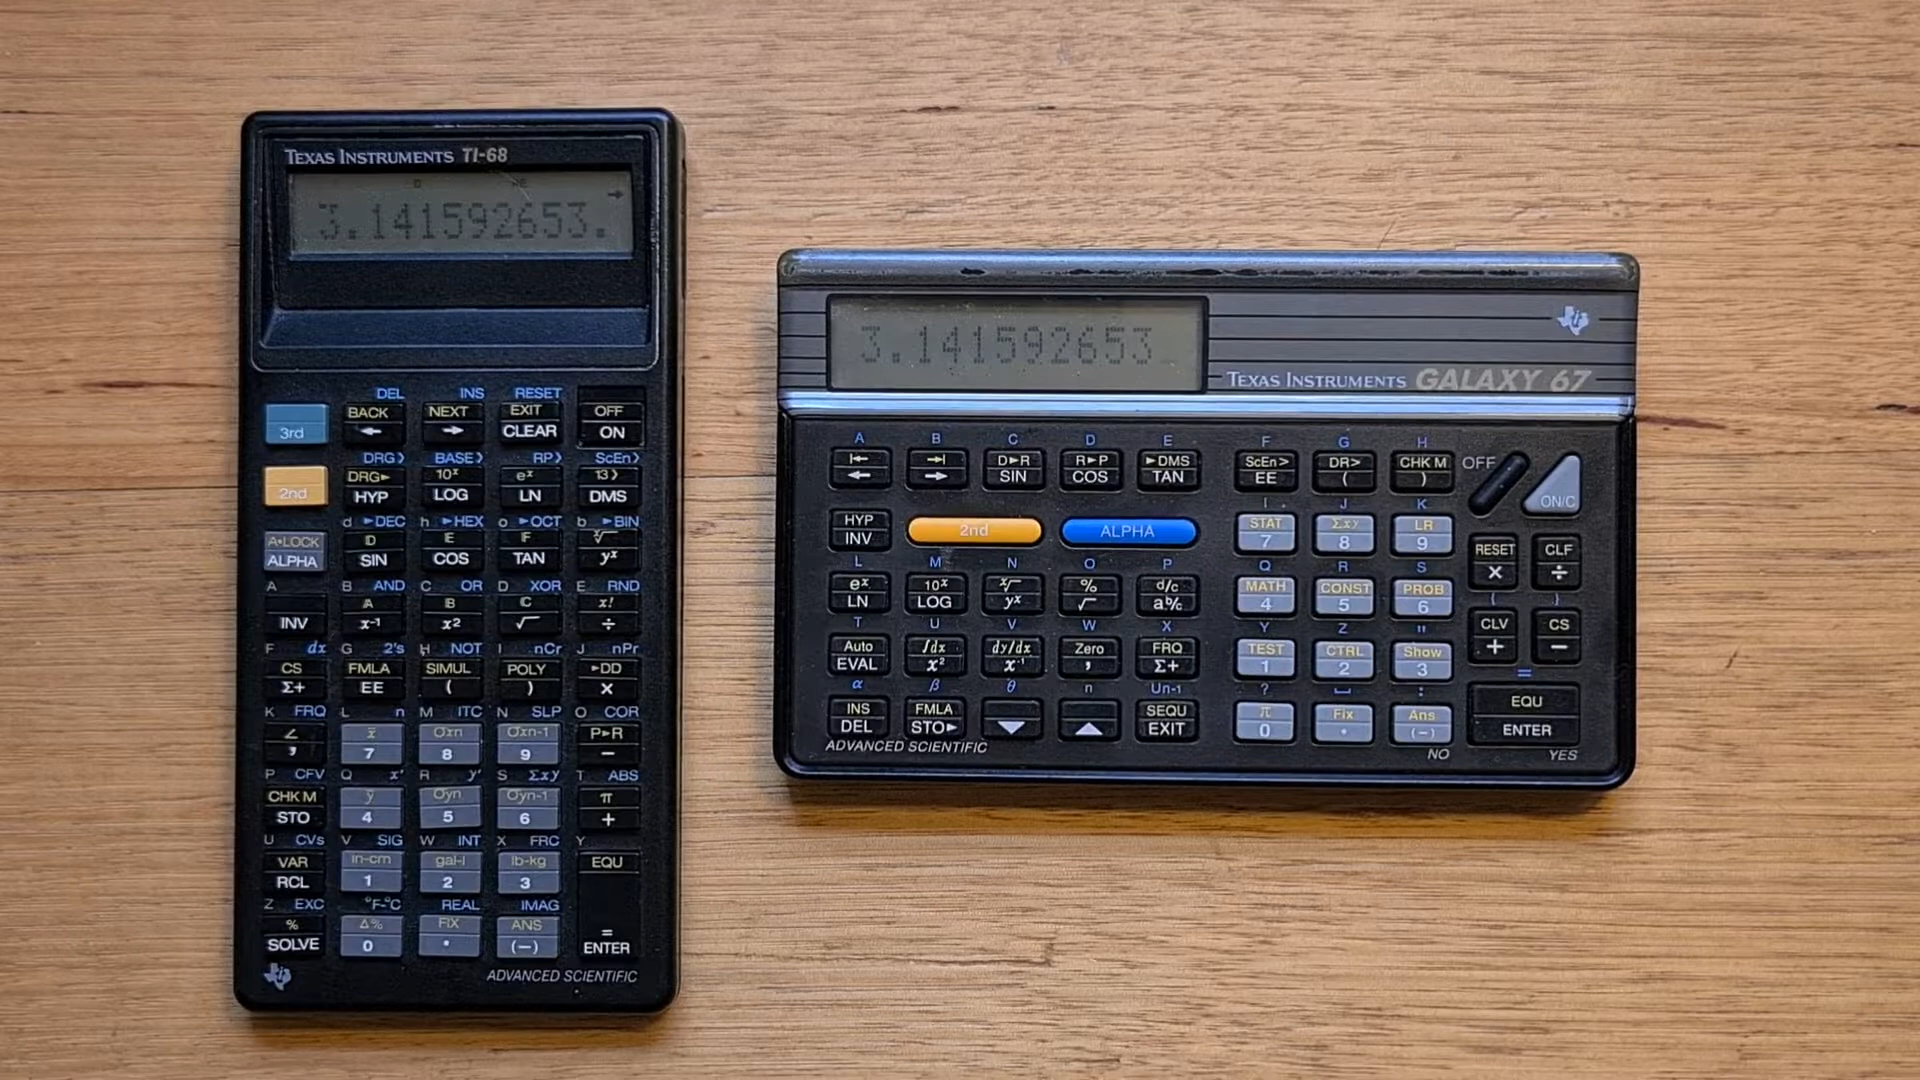 TEXAS INSTRUMENTS TI-68
3.141592653.
DEL INS RESET
3rd BACK NEXT EXIT OFF
← → CLEAR ON
DRG> BASE> RP> ScEn>
2nd DRG► 10ˣ eˣ 13>
HYP LOG LN DMS
d ►DEC h ►HEX o ►OCT b ►BIN
A•LOCK D E F
ALPHA SIN COS TAN yˣ
A B AND C OR D XOR E RND
A B C x!
INV x⁻¹ x² √ ÷
F dx G 2's H NOT I nCr J nPr
CS FMLA SIMUL POLY ►DD
Σ+ EE ( ) ×
K FRQ L n M ITC N SLP O COR
∠ x̄ σxn σxn-1 P►R
, 7 8 9 −
P CFV Q x' R y' S Σxy T ABS
CHK M ȳ σyn σyn-1 π
STO 4 5 6 +
U CVs V SIG W INT X FRC Y
VAR in-cm gal-l lb-kg EQU
RCL 1 2 3
Z EXC °F-°C REAL IMAG
% Δ% FIX ANS =
SOLVE 0 . (−) ENTER
ADVANCED SCIENTIFIC
3.141592653
TEXAS INSTRUMENTS GALAXY 67
A B C D E F G H
D►R R►P ►DMS ScEn> DR> CHK M OFF
← → SIN COS TAN EE ( ) ON/C
I J K
HYP 2nd ALPHA STAT Σxy LR
INV 7 8 9 RESET CLF
× ÷
L M N O P Q R S
eˣ 10ˣ ˣ√ % d/c MATH CONST PROB { }
LN LOG yˣ √ ab/c 4 5 6
T U V W X Y Z " CLV CS
+ −
Auto ∫dx dy/dx Zero FRQ TEST CTRL Show
EVAL x² x⁻¹ , Σ+ 1 2 3
α β θ n Un-1 ? ⎵ : =
INS FMLA SEQU π Fix Ans EQU
DEL STO► ▼ ▲ EXIT 0 . (−) ENTER
ADVANCED SCIENTIFIC NO YES